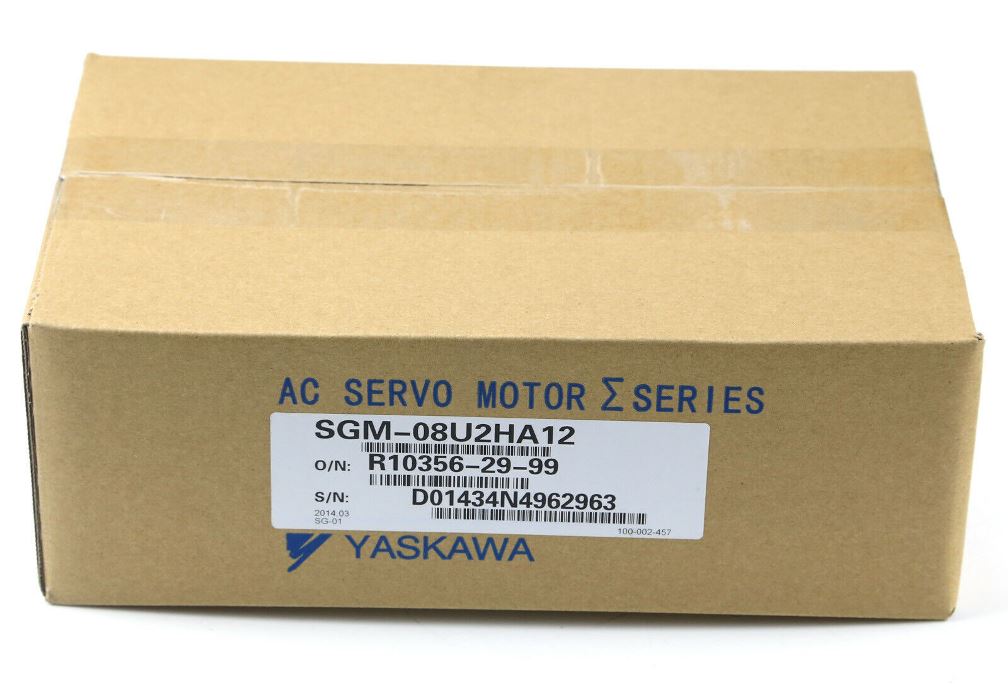 AC SERVO MOTOR Σ SERIES
SGM-08U2HA12
O/N: R10356-29-99
S/N: D01434N4962963
2014.03
SG-01
100-002-457
YASKAWA